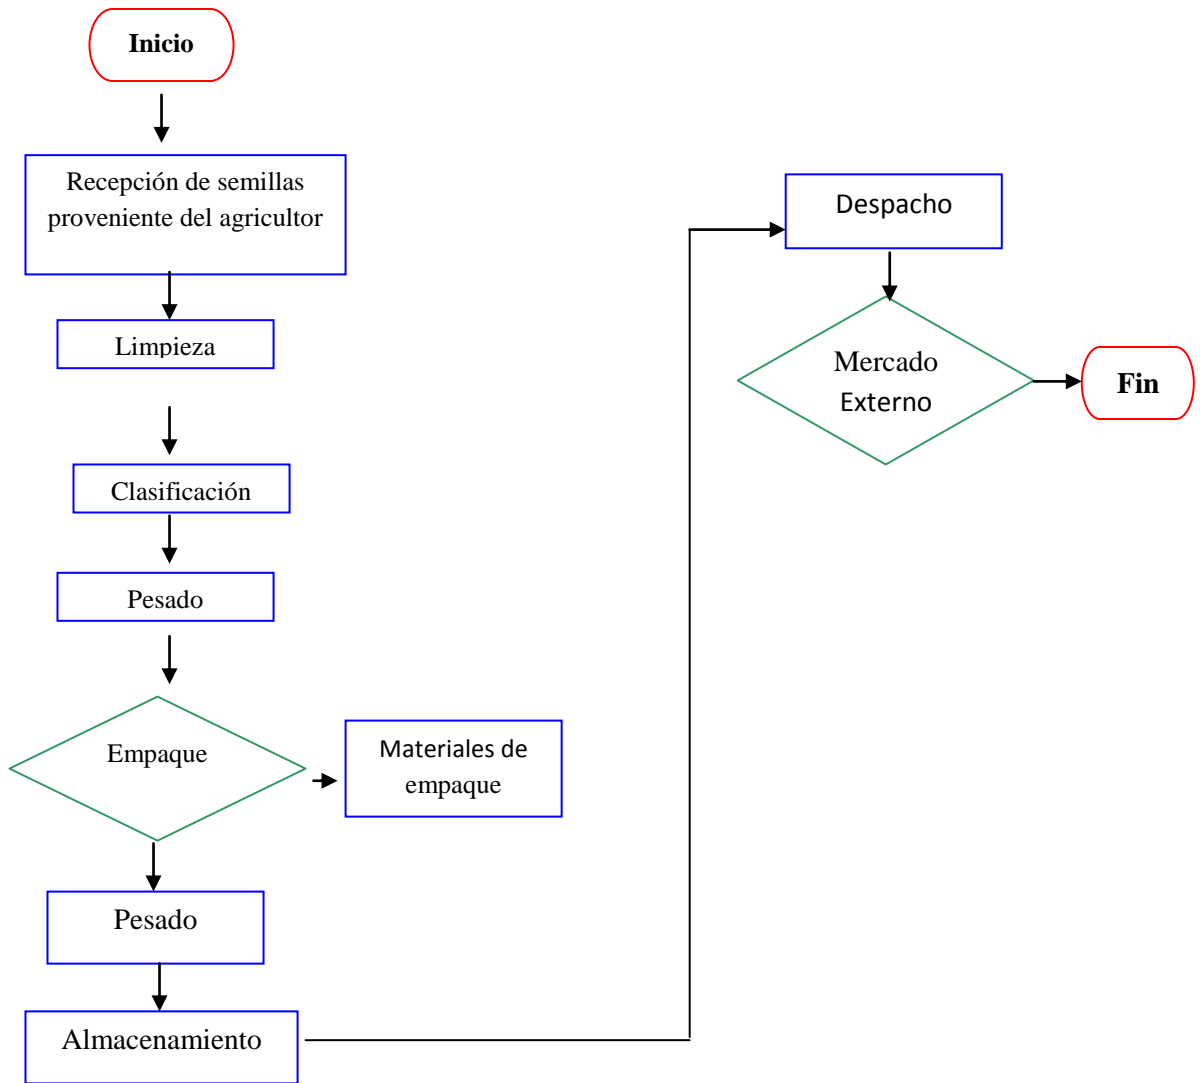 Inicio
Recepción de semillas
proveniente del agricultor
Limpieza
Clasificación
Pesado
Empaque
Materiales de
empaque
Pesado
Almacenamiento
Despacho
Mercado
Externo
Fin